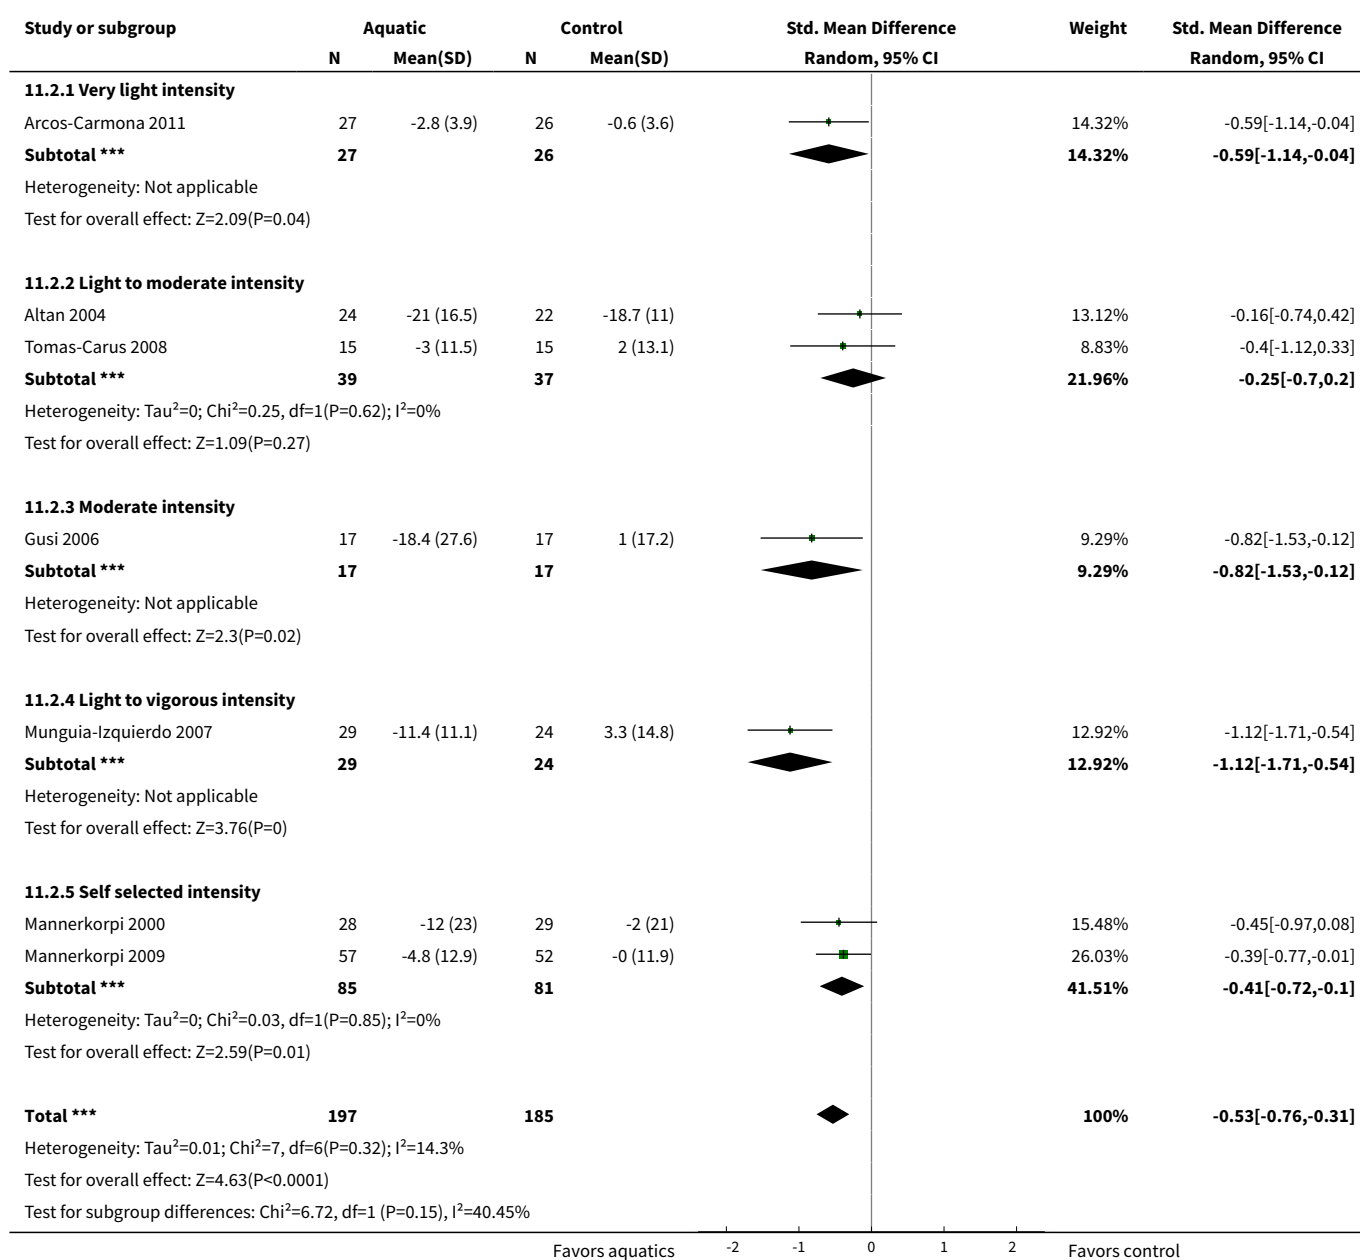 Study or subgroup Aquatic Control Std. Mean Difference Weight Std. Mean Difference
N Mean(SD) N Mean(SD) Random, 95% CI Random, 95% CI
11.2.1 Very light intensity
Arcos-Carmona 2011 27 -2.8 (3.9) 26 -0.6 (3.6) 14.32% -0.59[-1.14,-0.04]
Subtotal *** 27 26 14.32% -0.59[-1.14,-0.04]
Heterogeneity: Not applicable
Test for overall effect: Z=2.09(P=0.04)
11.2.2 Light to moderate intensity
Altan 2004 24 -21 (16.5) 22 -18.7 (11) 13.12% -0.16[-0.74,0.42]
Tomas-Carus 2008 15 -3 (11.5) 15 2 (13.1) 8.83% -0.4[-1.12,0.33]
Subtotal *** 39 37 21.96% -0.25[-0.7,0.2]
Heterogeneity: Tau²=0; Chi²=0.25, df=1(P=0.62); I²=0%
Test for overall effect: Z=1.09(P=0.27)
11.2.3 Moderate intensity
Gusi 2006 17 -18.4 (27.6) 17 1 (17.2) 9.29% -0.82[-1.53,-0.12]
Subtotal *** 17 17 9.29% -0.82[-1.53,-0.12]
Heterogeneity: Not applicable
Test for overall effect: Z=2.3(P=0.02)
11.2.4 Light to vigorous intensity
Munguia-Izquierdo 2007 29 -11.4 (11.1) 24 3.3 (14.8) 12.92% -1.12[-1.71,-0.54]
Subtotal *** 29 24 12.92% -1.12[-1.71,-0.54]
Heterogeneity: Not applicable
Test for overall effect: Z=3.76(P=0)
11.2.5 Self selected intensity
Mannerkorpi 2000 28 -12 (23) 29 -2 (21) 15.48% -0.45[-0.97,0.08]
Mannerkorpi 2009 57 -4.8 (12.9) 52 -0 (11.9) 26.03% -0.39[-0.77,-0.01]
Subtotal *** 85 81 41.51% -0.41[-0.72,-0.1]
Heterogeneity: Tau²=0; Chi²=0.03, df=1(P=0.85); I²=0%
Test for overall effect: Z=2.59(P=0.01)
Total *** 197 185 100% -0.53[-0.76,-0.31]
Heterogeneity: Tau²=0.01; Chi²=7, df=6(P=0.32); I²=14.3%
Test for overall effect: Z=4.63(P<0.0001)
Test for subgroup differences: Chi²=6.72, df=1 (P=0.15), I²=40.45%
Favors aquatics -2 -1 0 1 2 Favors control